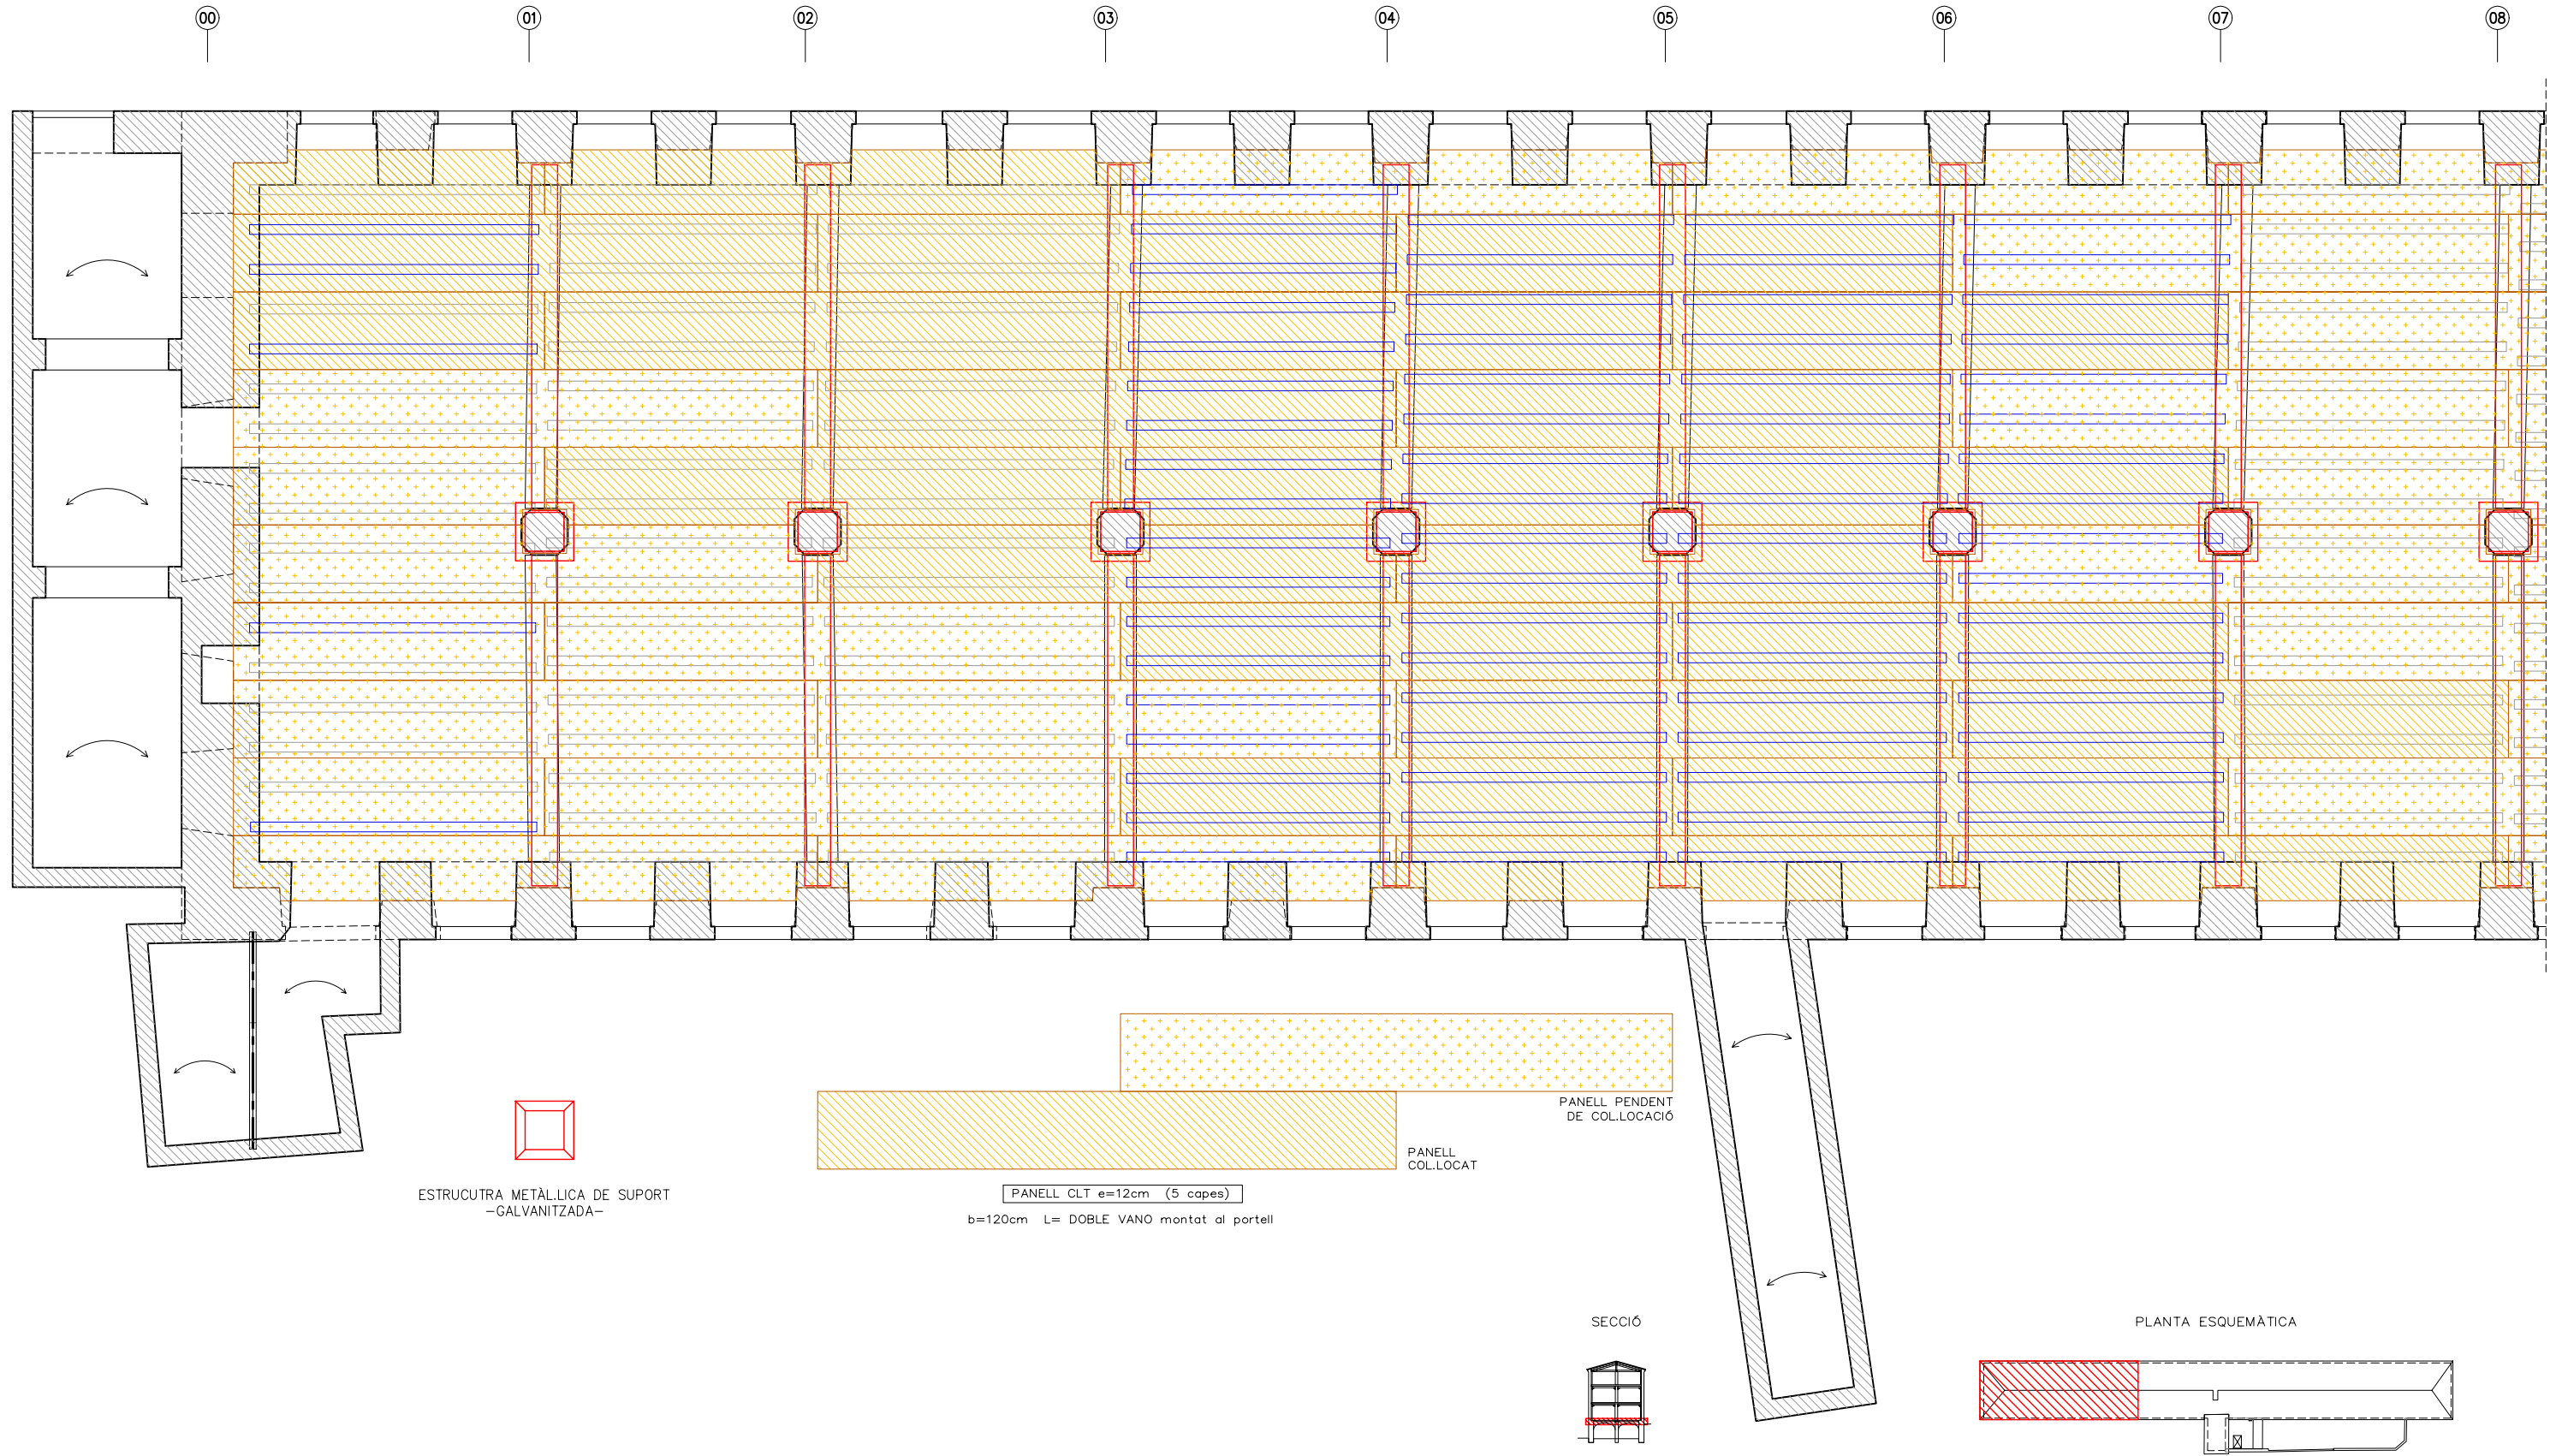 00
01
02
03
04
05
06
07
08
PANELL PENDENT
DE COL.LOCACIÓ
PANELL
COL.LOCAT
ESTRUCUTRA METÀL.LICA DE SUPORT
-GALVANITZADA-
PANELL CLT e=12cm (5 capes)
b=120cm L= DOBLE VANO montat al portell
SECCIÓ
PLANTA ESQUEMÀTICA